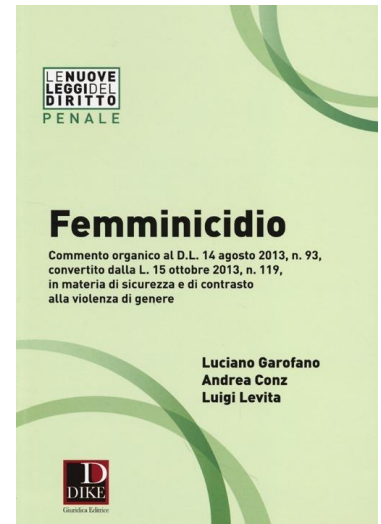 LE NUOVE
LEGGI DEL
DIRITTO
PENALE
Femminicidio
Commento organico al D.L. 14 agosto 2013, n. 93,
convertito dalla L. 15 ottobre 2013, n. 119,
in materia di sicurezza e di contrasto
alla violenza di genere
Luciano Garofano
Andrea Conz
Luigi Levita
D
DIKE
Giuridica Editrice